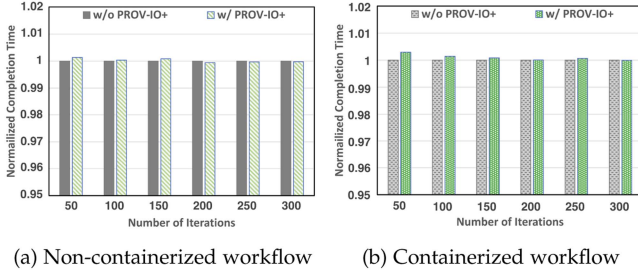 w/o PROV-IO+ w/ PROV-IO+
Normailized Completion Time
1.02
1.01
1
0.99
0.98
0.97
0.96
0.95
50 100 150 200 250 300
Number of Iterations
(a) Non-containerized workflow
w/o PROV-IO+ w/ PROV-IO+
Normailized Completion Time
1.02
1.01
1
0.99
0.98
0.97
0.96
0.95
50 100 150 200 250 300
Number of Iterations
(b) Containerized workflow